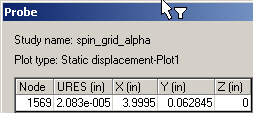 Probe
Study name: spin_grid_alpha
Plot type: Static displacement-Plot1
Node URES (in) X (in) Y (in) Z (in)
1569 2.083e-005 3.9995 0.062845 0